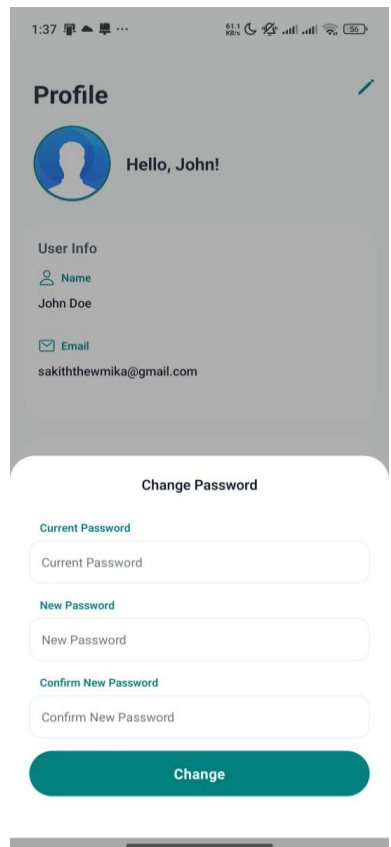 1:37 ··· 61.1 KB/s 56
Profile
Hello, John!
User Info
Name
John Doe
Email
sakiththewmika@gmail.com
Change Password
Current Password
Current Password
New Password
New Password
Confirm New Password
Confirm New Password
Change